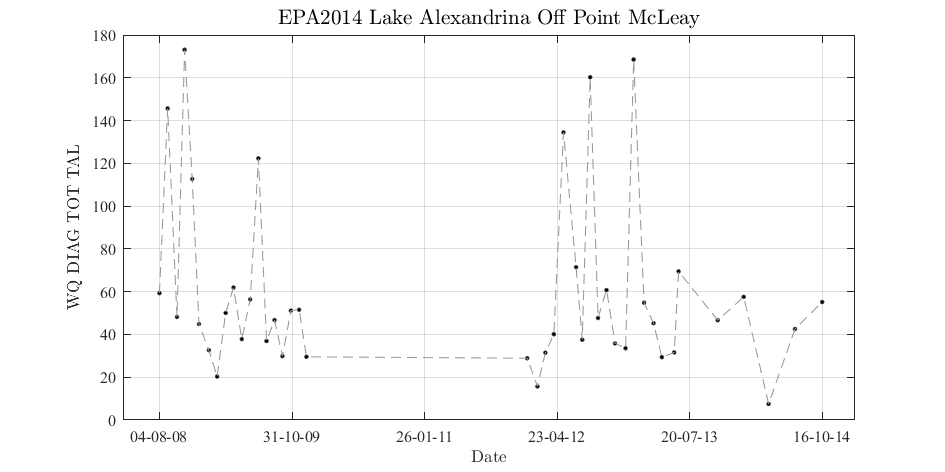 EPA2014 Lake Alexandrina Off Point McLeay
180
160
140
120
100
80
60
40
20
0
WQ DIAG TOT TAL
04-08-08 31-10-09 26-01-11 23-04-12 20-07-13 16-10-14
Date